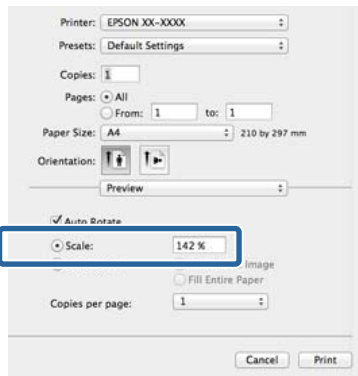 Printer: EPSON XX-XXXX
Presets: Default Settings
Copies: 1
Pages: All
From: 1 to: 1
Paper Size: A4 210 by 297 mm
Orientation:
Preview
Auto Rotate
Scale: 142 %
Image
Fill Entire Paper
Copies per page: 1
Cancel Print